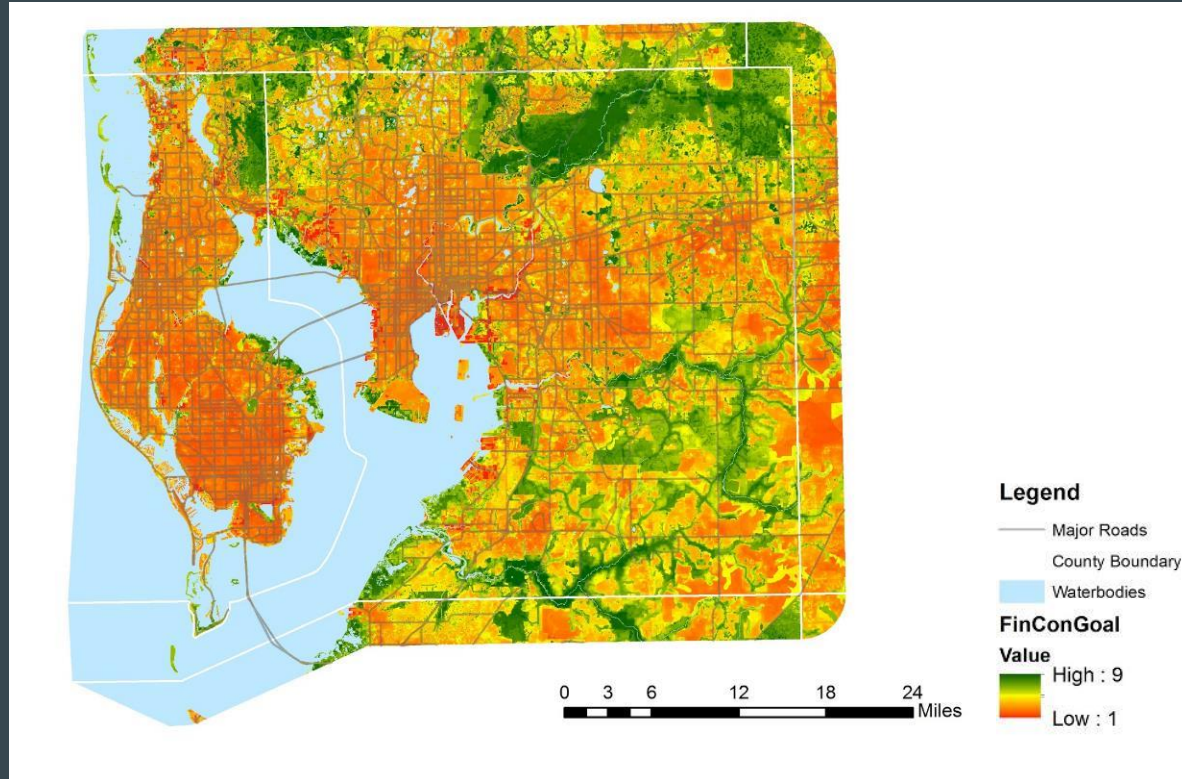 Legend
Major Roads
County Boundary
Waterbodies
FinConGoal
Value
High : 9
Low : 1
0 3 6 12 18 24
Miles